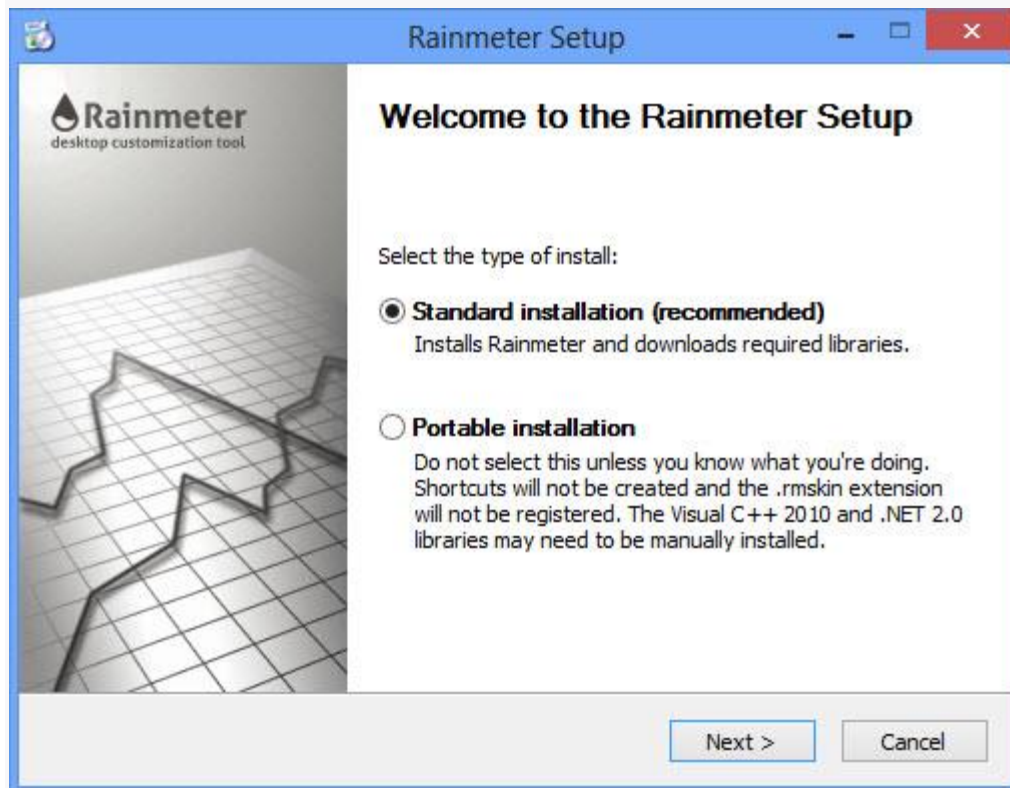 Rainmeter Setup
Rainmeter
desktop customization tool
Welcome to the Rainmeter Setup
Select the type of install:
Standard installation (recommended)
Installs Rainmeter and downloads required libraries.
Portable installation
Do not select this unless you know what you're doing.
Shortcuts will not be created and the .rmskin extension
will not be registered. The Visual C++ 2010 and .NET 2.0
libraries may need to be manually installed.
Next >
Cancel